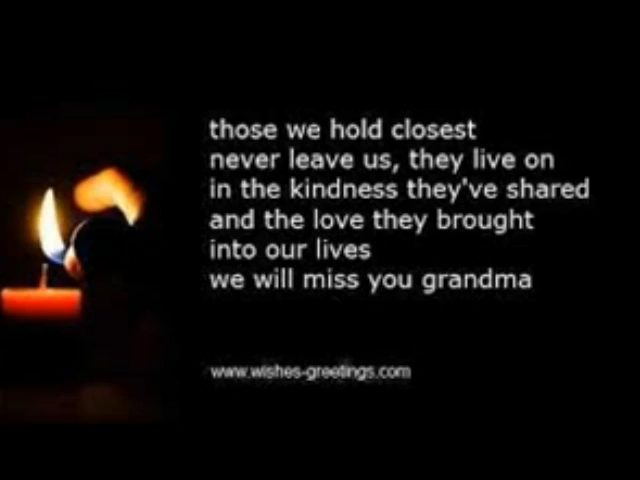 those we hold closest
never leave us, they live on
in the kindness they've shared
and the love they brought
into our lives
we will miss you grandma
www.wishes-greetings.com